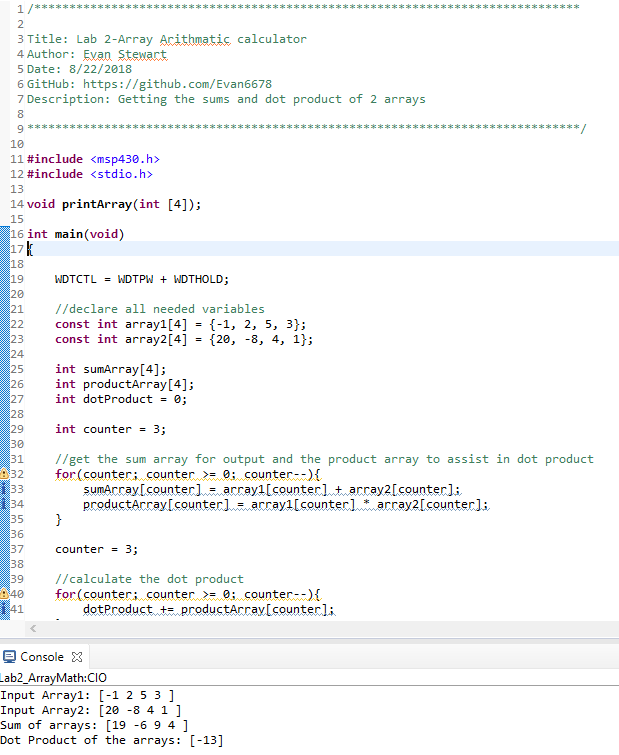 1 /*******************************************************************************
2
3 Title: Lab 2-Array Arithmatic calculator
4 Author: Evan Stewart
5 Date: 8/22/2018
6 GitHub: https://github.com/Evan6678
7 Description: Getting the sums and dot product of 2 arrays
8
9 *******************************************************************************/
10
11 #include <msp430.h>
12 #include <stdio.h>
13
14 void printArray(int [4]);
15
16 int main(void)
17 {
18
19     WDTCTL = WDTPW + WDTHOLD;
20
21     //declare all needed variables
22     const int array1[4] = {-1, 2, 5, 3};
23     const int array2[4] = {20, -8, 4, 1};
24
25     int sumArray[4];
26     int productArray[4];
27     int dotProduct = 0;
28
29     int counter = 3;
30
31     //get the sum array for output and the product array to assist in dot product
32     for(counter; counter >= 0; counter--){
33         sumArray[counter] = array1[counter] + array2[counter];
34         productArray[counter] = array1[counter] * array2[counter];
35     }
36
37     counter = 3;
38
39     //calculate the dot product
40     for(counter; counter >= 0; counter--){
41         dotProduct += productArray[counter];
Console
Lab2_ArrayMath:CIO
Input Array1: [-1 2 5 3 ]
Input Array2: [20 -8 4 1 ]
Sum of arrays: [19 -6 9 4 ]
Dot Product of the arrays: [-13]